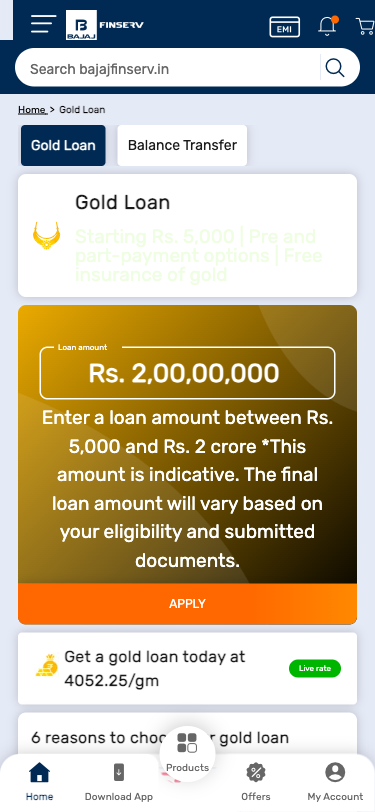 BAJAJ FINSERV
EMI
Search bajajfinserv.in
Home > Gold Loan
Gold Loan
Balance Transfer
Gold Loan
Starting Rs. 5,000 | Pre and
part-payment options | Free
insurance of gold
Loan amount
Rs. 2,00,00,000
Enter a loan amount between Rs.
5,000 and Rs. 2 crore *This
amount is indicative. The final
loan amount will vary based on
your eligibility and submitted
documents.
APPLY
Get a gold loan today at
4052.25/gm
Live rate
6 reasons to gold loan
Products
Home
Download App
Offers
My Account